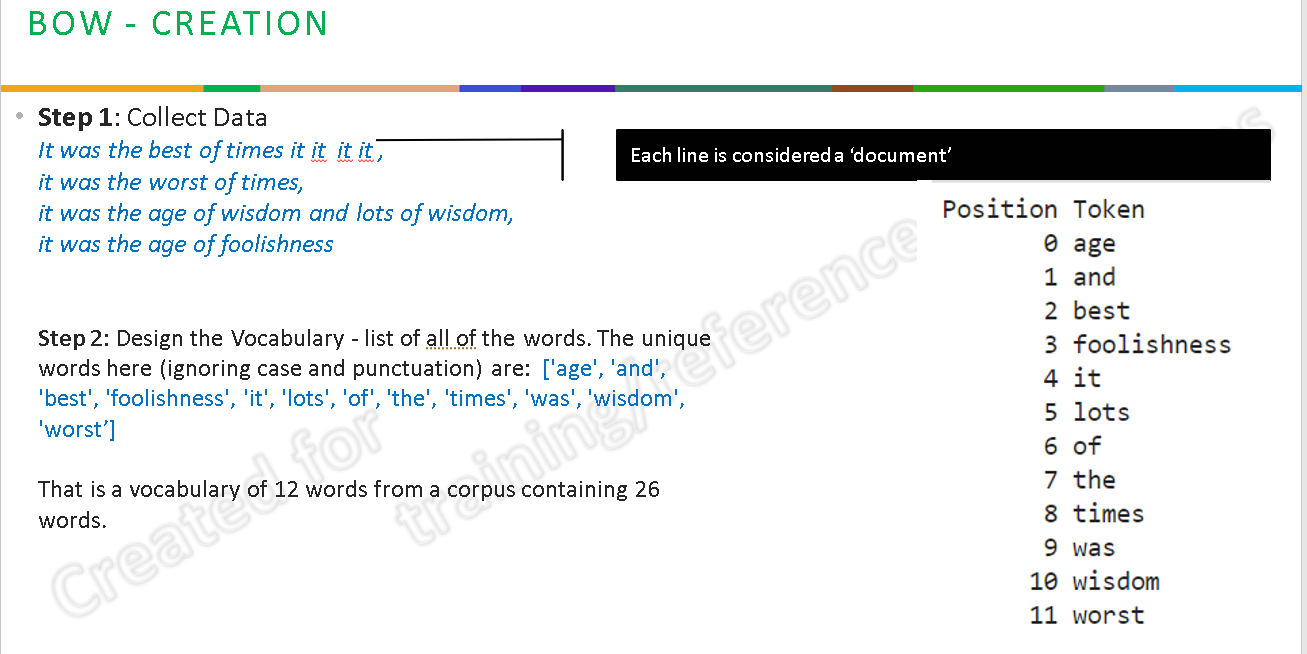 BOW - CREATION
• Step 1: Collect Data
It was the best of times it it it it,
it was the worst of times,
it was the age of wisdom and lots of wisdom,
it was the age of foolishness
Each line is considered a ‘document’
Step 2: Design the Vocabulary - list of all of the words. The unique
words here (ignoring case and punctuation) are: ['age', 'and',
'best', 'foolishness', 'it', 'lots', 'of', 'the', 'times', 'was', 'wisdom',
'worst’]
That is a vocabulary of 12 words from a corpus containing 26
words.
Position Token
0 age
1 and
2 best
3 foolishness
4 it
5 lots
6 of
7 the
8 times
9 was
10 wisdom
11 worst
Created for
training/reference